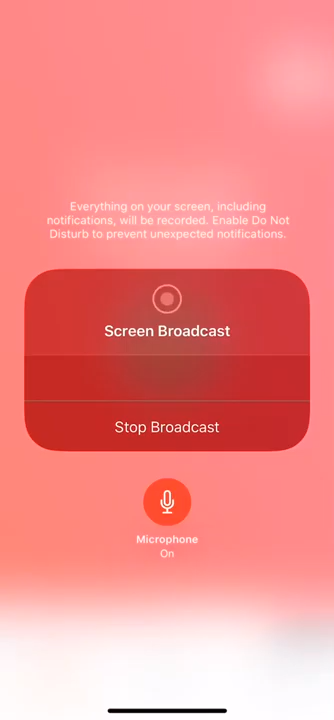 Everything on your screen, including
notifications, will be recorded. Enable Do Not
Disturb to prevent unexpected notifications.
Screen Broadcast
Stop Broadcast
Microphone
On